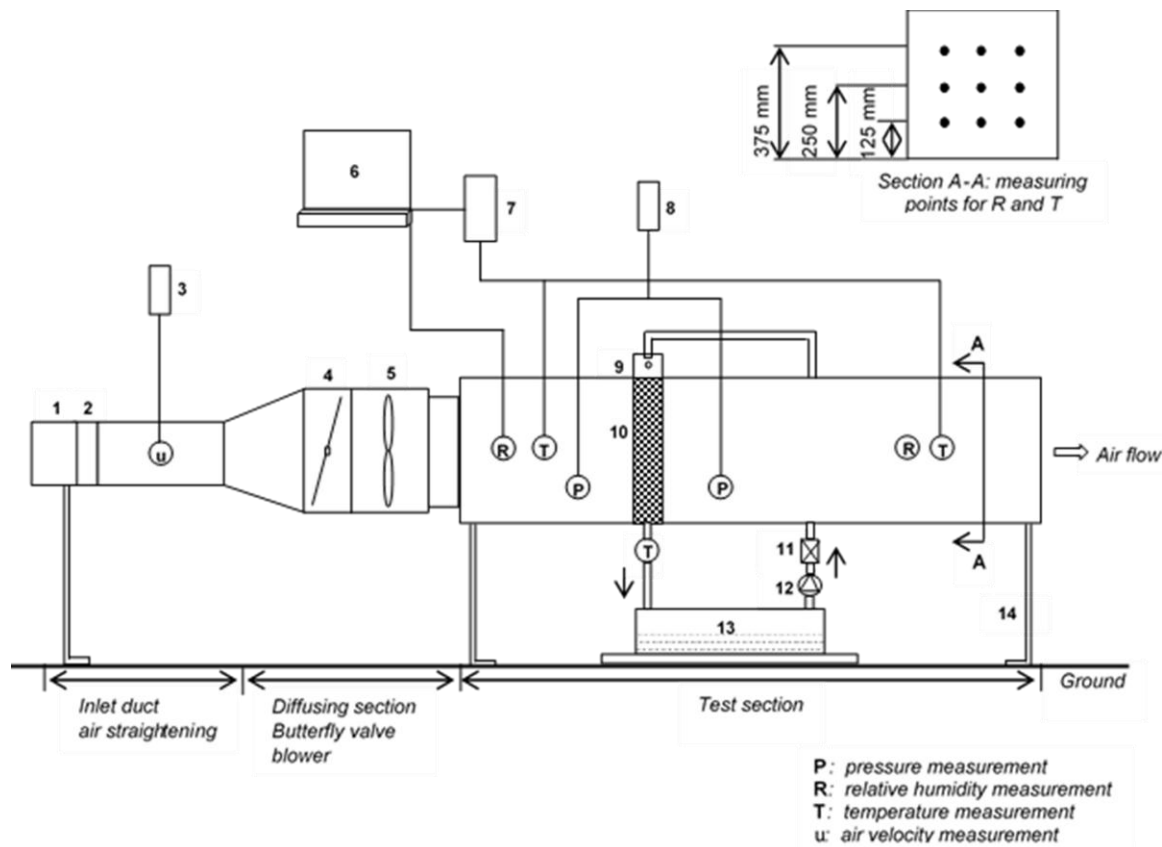 375 mm
250 mm
125 mm
Section A-A: measuring
points for R and T
6
7
8
3
A
9
4
5
1
2
10
u
R
T
P
P
R
T
Air flow
T
11
A
12
14
13
Ground
Inlet duct
air straightening
Diffusing section
Butterfly valve
blower
Test section
P: pressure measurement
R: relative humidity measurement
T: temperature measurement
u: air velocity measurement